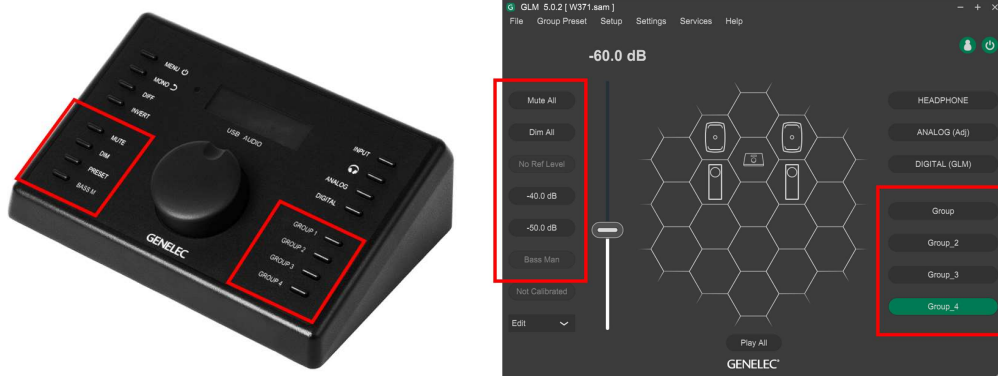 MENU
MONO
DIFF
INVERT
MUTE
DIM
PRESET
BASS M
USB AUDIO
INPUT
ANALOG
DIGITAL
GROUP 1
GROUP 2
GROUP 3
GROUP 4
GENELEC
G GLM 5.0.2 [ W371.sam ]
File Group Preset Setup Settings Services Help
-60.0 dB
Mute All
Dim All
No Ref Level
-40.0 dB
-50.0 dB
Bass Man
Not Calibrated
Edit
HEADPHONE
ANALOG (Adj)
DIGITAL (GLM)
Group
Group_2
Group_3
Group_4
Play All
GENELEC®